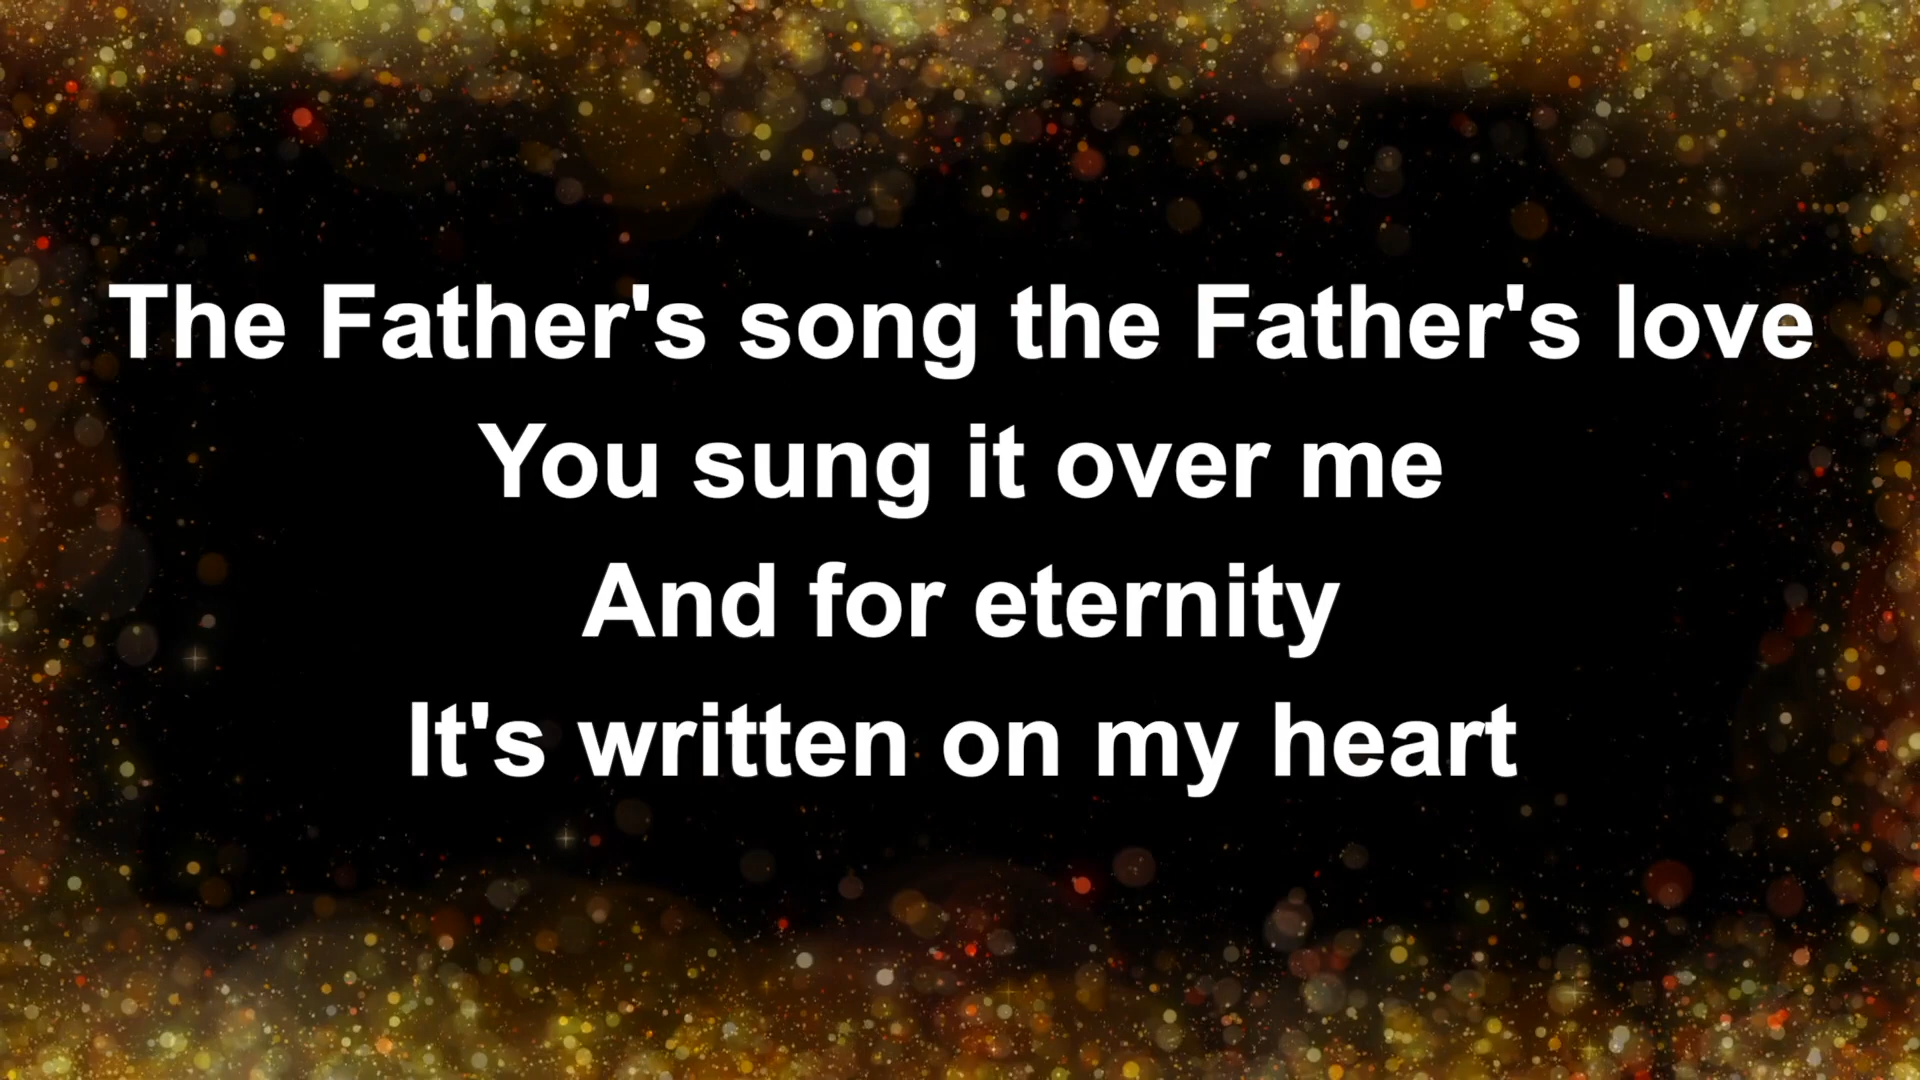 The Father's song the Father's love
You sung it over me
And for eternity
It's written on my heart